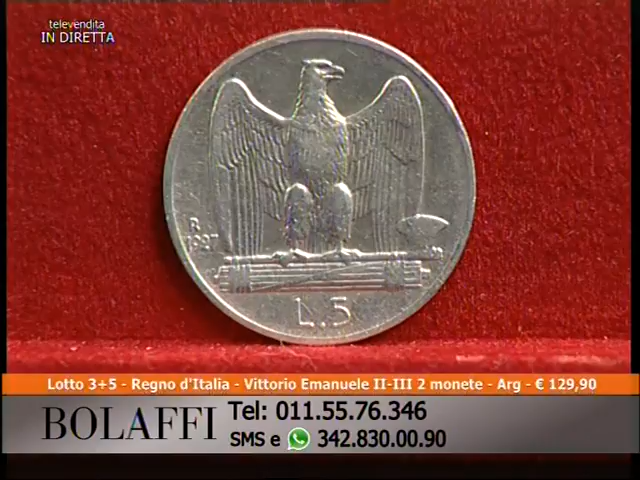 televendita
IN DIRETTA
R
1927
L.5
Lotto 3+5 - Regno d'Italia - Vittorio Emanuele II-III 2 monete - Arg - € 129,90
BOLAFFI
Tel: 011.55.76.346
SMS e 342.830.00.90